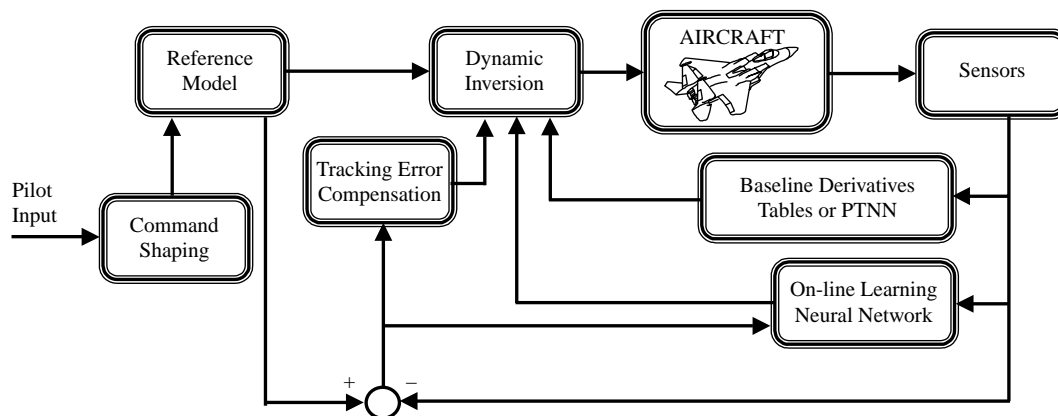 AIRCRAFT
Reference
Model
Dynamic
Inversion
Sensors
Tracking Error
Compensation
Baseline Derivatives
Tables or PTNN
Pilot
Input
Command
Shaping
On-line Learning
Neural Network
+
−